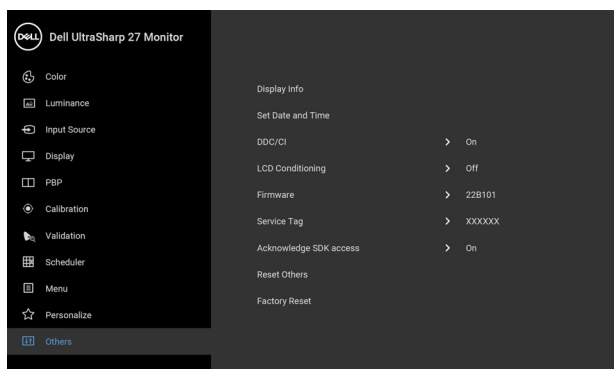 DELL Dell UltraSharp 27 Monitor
Color
Luminance
Input Source
Display
PBP
Calibration
Validation
Scheduler
Menu
Personalize
Others
Display Info
Set Date and Time
DDC/CI > On
LCD Conditioning > Off
Firmware > 22B101
Service Tag > XXXXXX
Acknowledge SDK access > On
Reset Others
Factory Reset